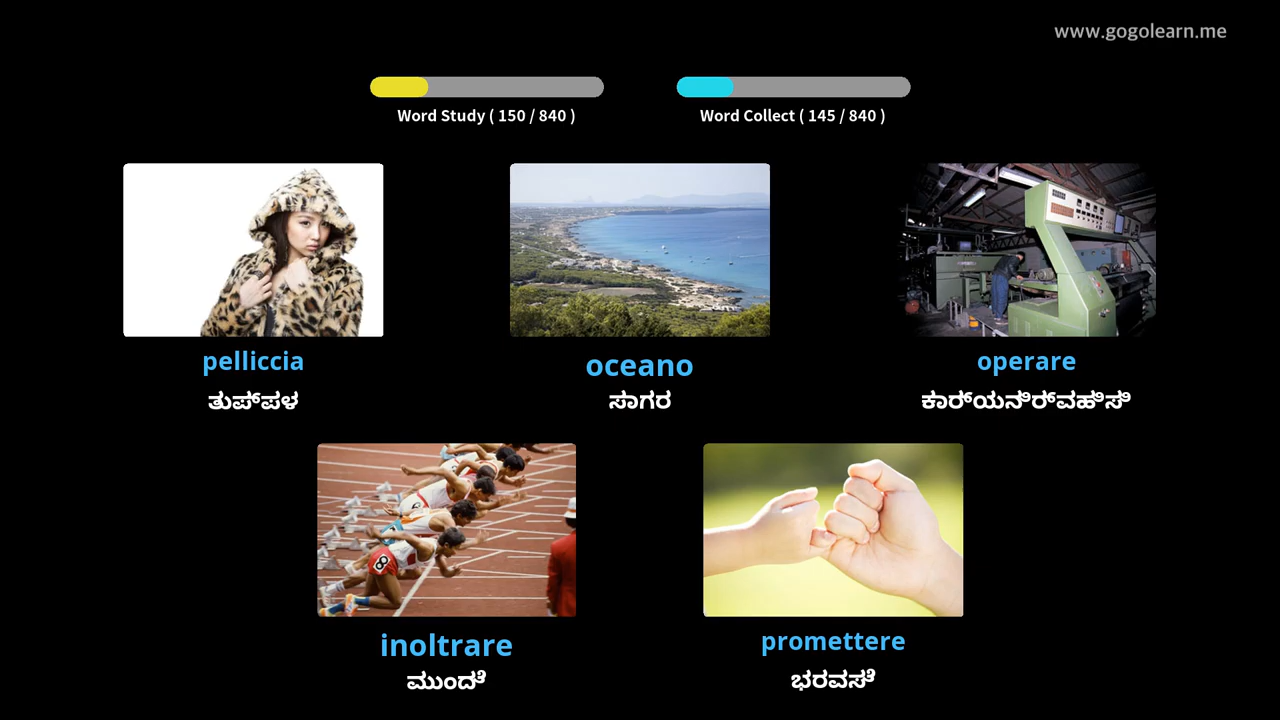 www.gogolearn.me
Word Study ( 150 / 840 )
Word Collect ( 145 / 840 )
pelliccia
ತುಪ್ಪಳ
oceano
ಸಾಗರ
operare
ಕಾರ್ಯನಿರ್ವಹಿಸಿ
inoltrare
ಮುಂದೆ
promettere
ಭರವಸೆ